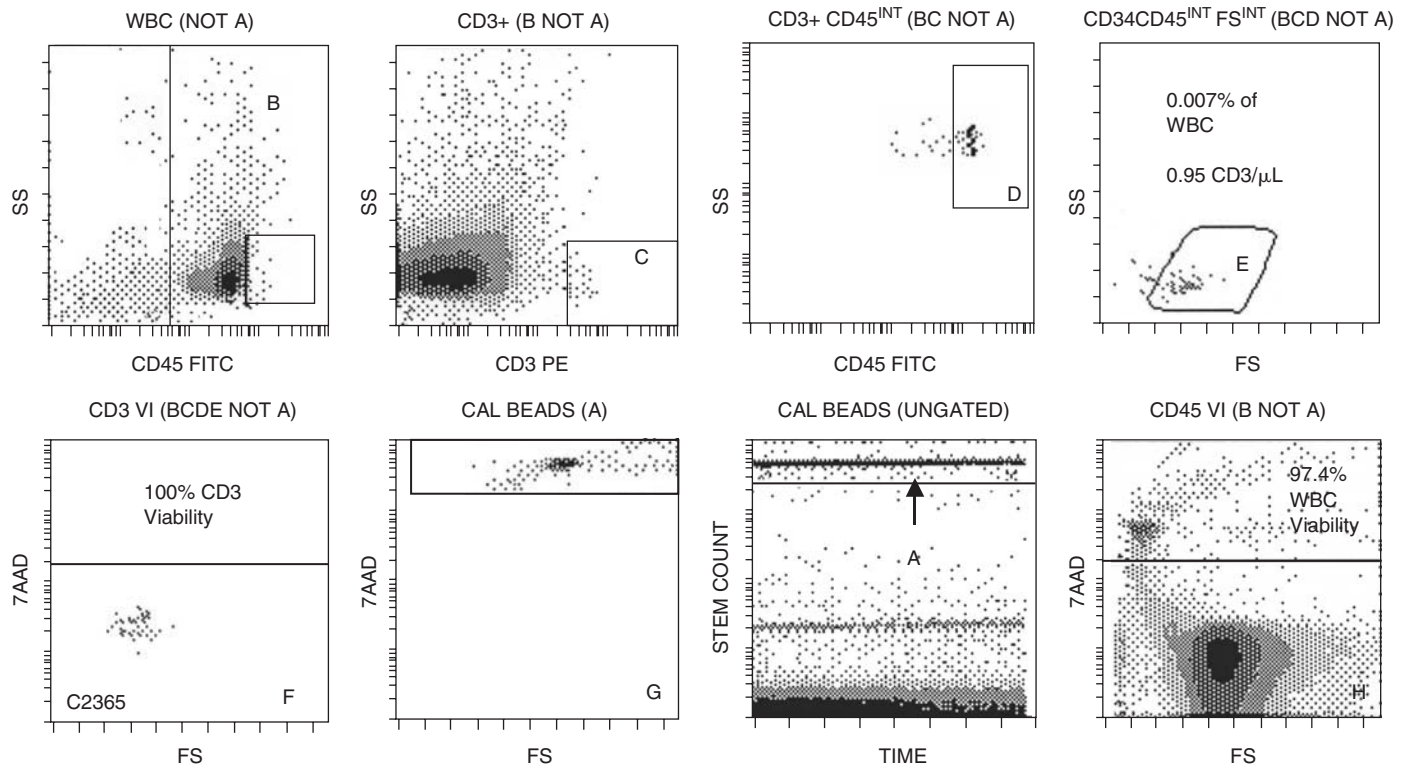 WBC (NOT A)
SS
B
CD45 FITC
CD3+ (B NOT A)
SS
C
CD3 PE
CD3+ CD45INT (BC NOT A)
SS
D
CD45 FITC
CD34CD45INT FSINT (BCD NOT A)
SS
0.007% of
WBC
0.95 CD3/μL
E
FS
CD3 VI (BCDE NOT A)
7AAD
100% CD3
Viability
C2365
F
FS
CAL BEADS (A)
7AAD
G
FS
CAL BEADS (UNGATED)
STEM COUNT
A
TIME
CD45 VI (B NOT A)
7AAD
97.4%
WBC
Viability
H
FS